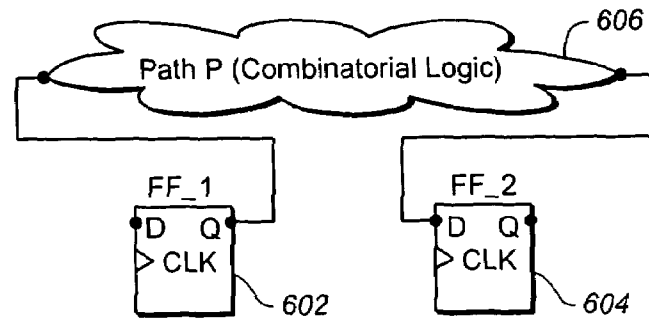 606
Path P (Combinatorial Logic)
FF_1
FF_2
D Q
D Q
CLK
CLK
602
604